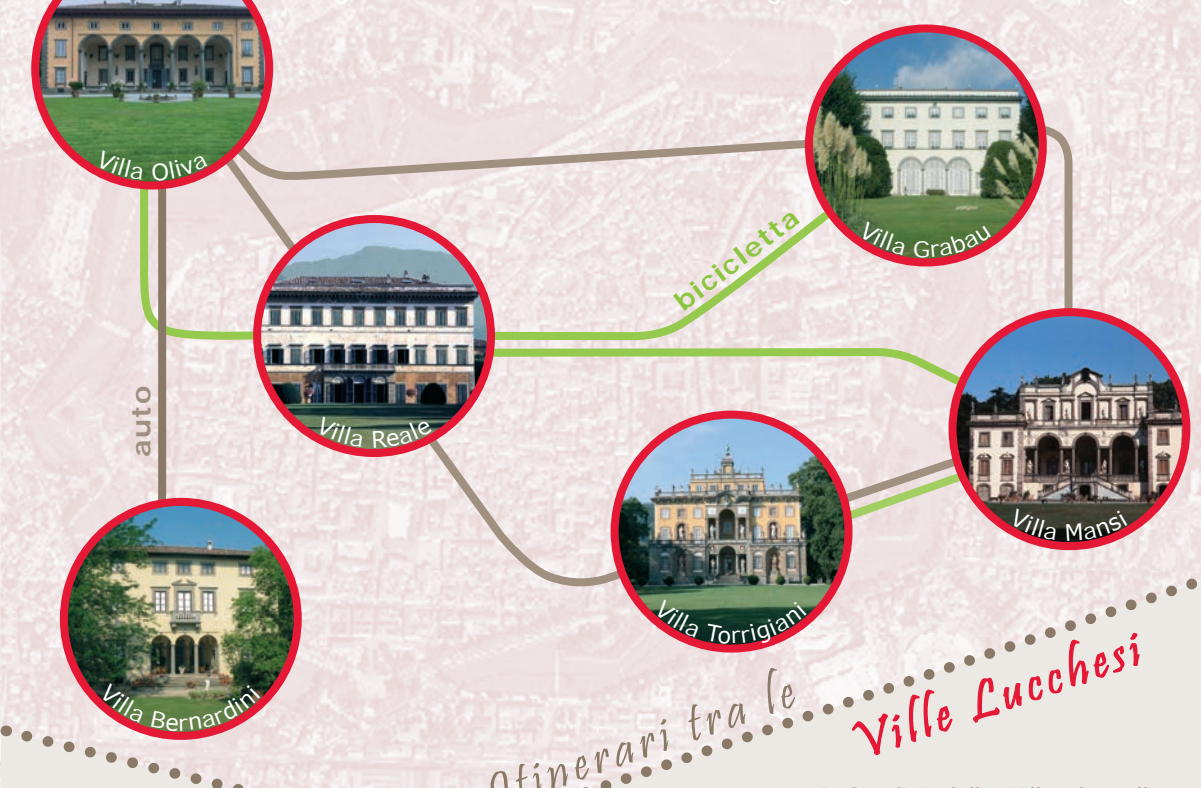 Villa Oliva
Villa Grabau
bicicletta
Villa Reale
auto
Villa Mansi
Villa Torrigiani
Villa Bernardini
Itinerari tra le
Ville Lucchesi